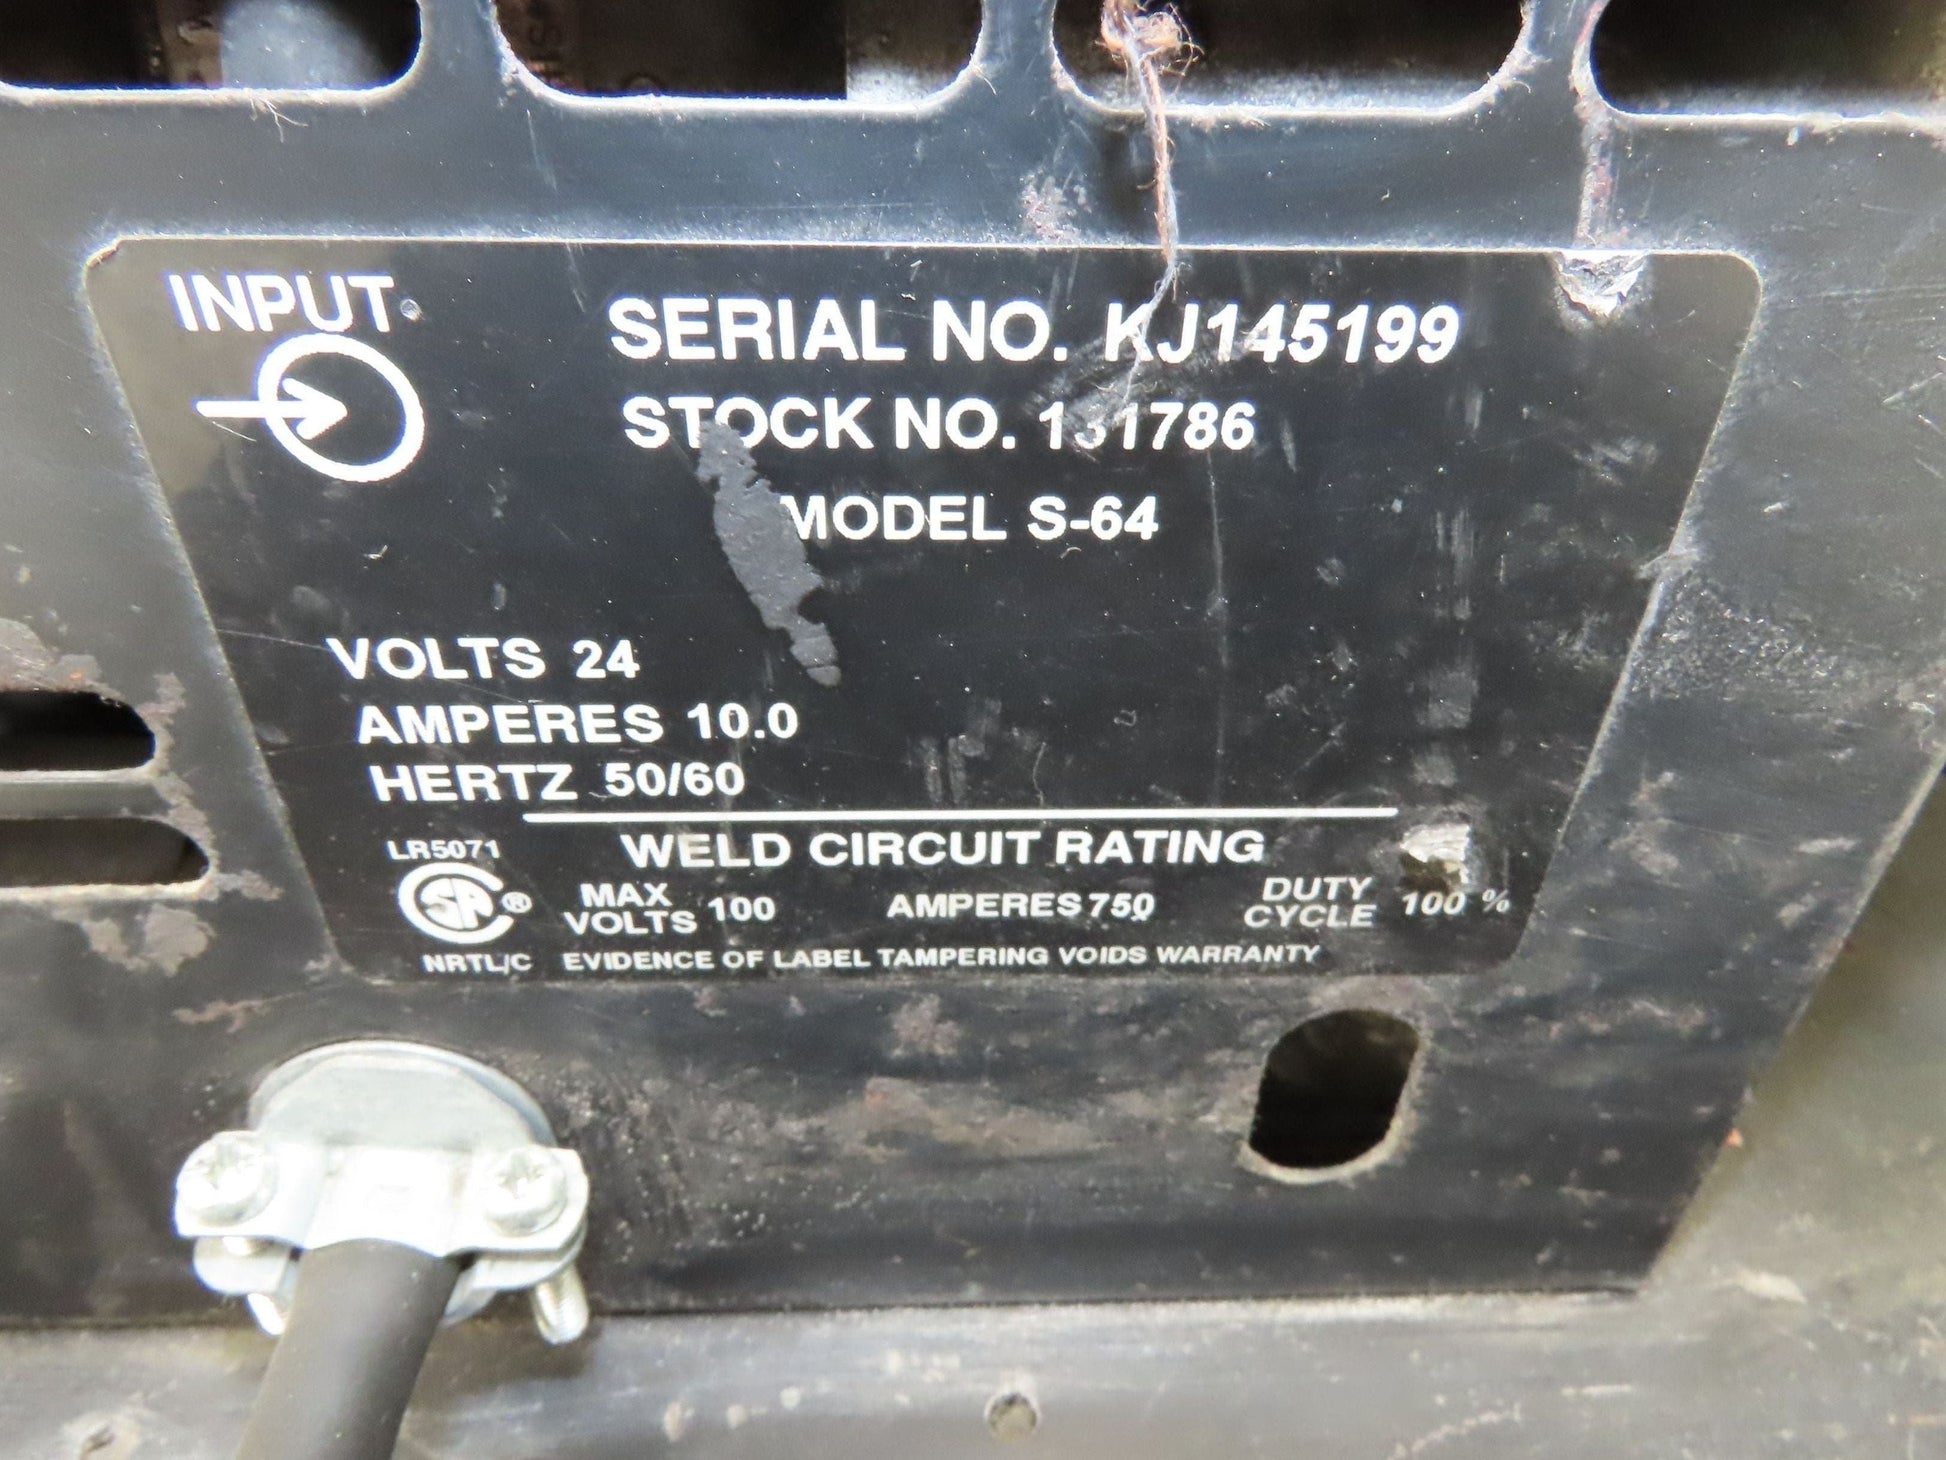 INPUT
SERIAL NO. KJ145199
STOCK NO. 131786
MODEL S-64
VOLTS 24
AMPERES 10.0
HERTZ 50/60
LR5071
WELD CIRCUIT RATING
MAX VOLTS 100 AMPERES 750 DUTY CYCLE 100 %
NRTL/C EVIDENCE OF LABEL TAMPERING VOIDS WARRANTY